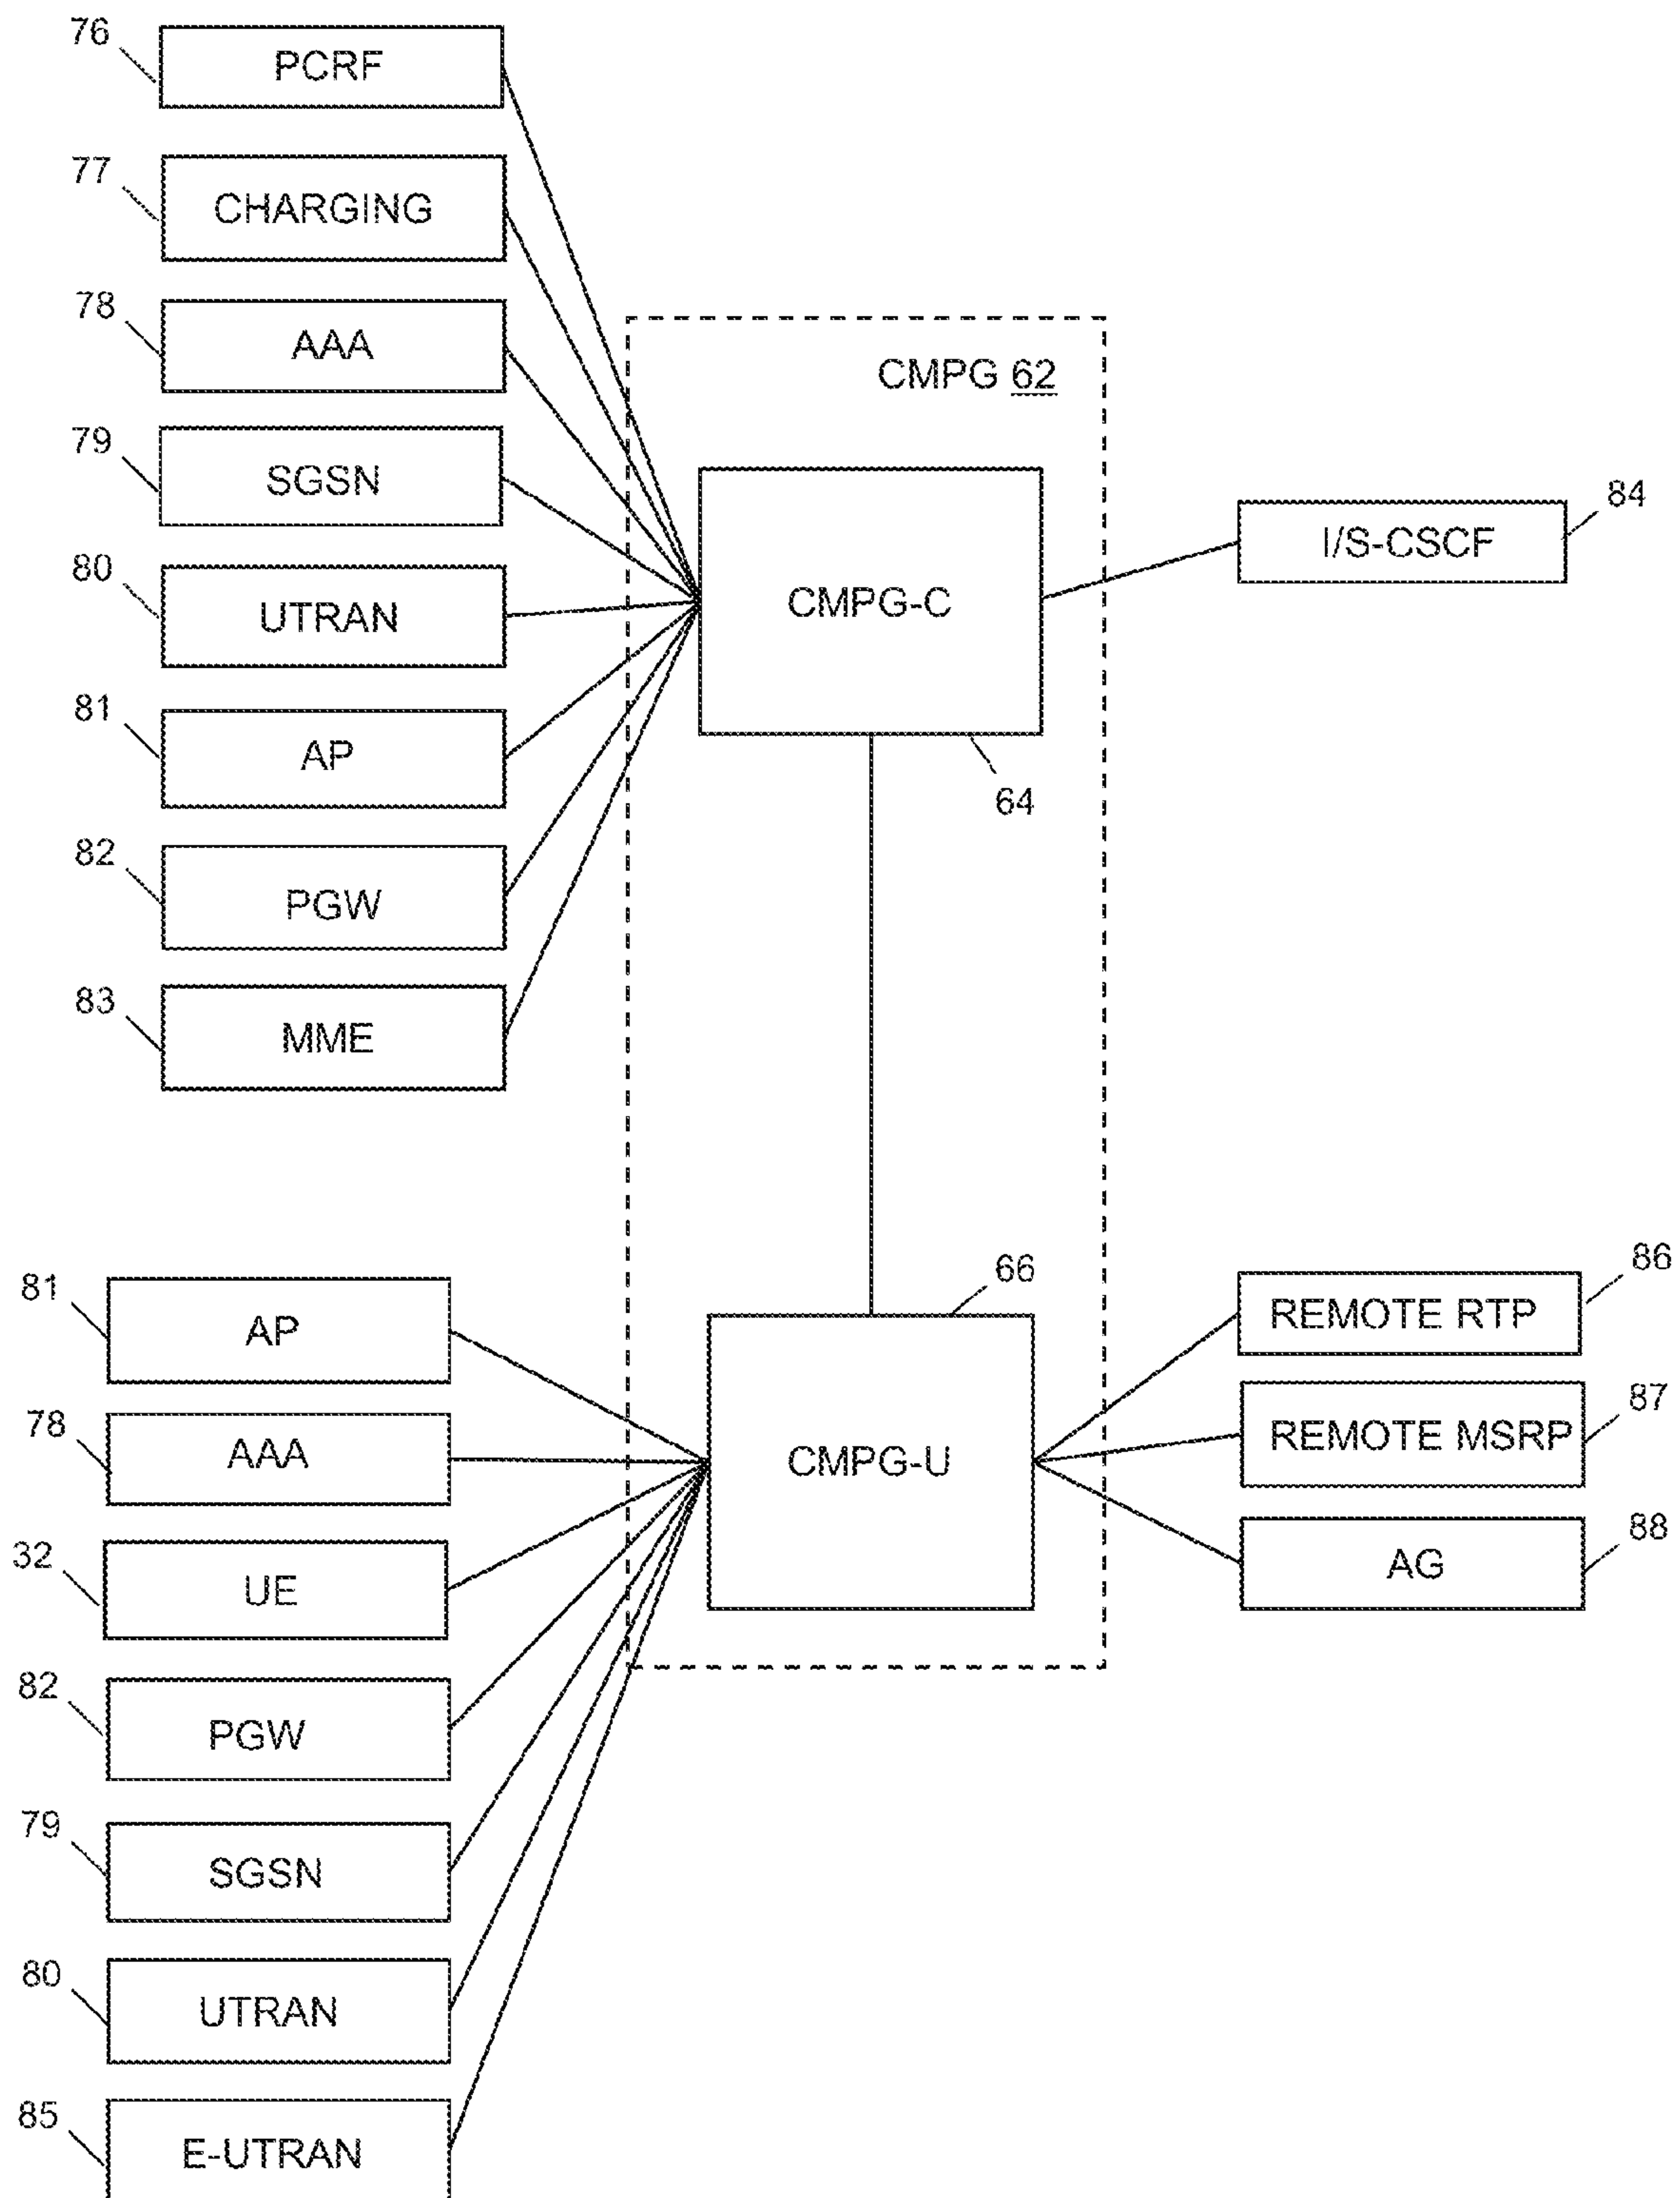 76
PCRF
77
CHARGING
78
AAA
CMPG 62
79
SGSN
84
I/S-CSCF
80
UTRAN
CMPG-C
81
AP
64
82
PGW
83
MME
81
AP
66
86
REMOTE RTP
78
AAA
CMPG-U
87
REMOTE MSRP
32
UE
88
AG
82
PGW
79
SGSN
80
UTRAN
85
E-UTRAN